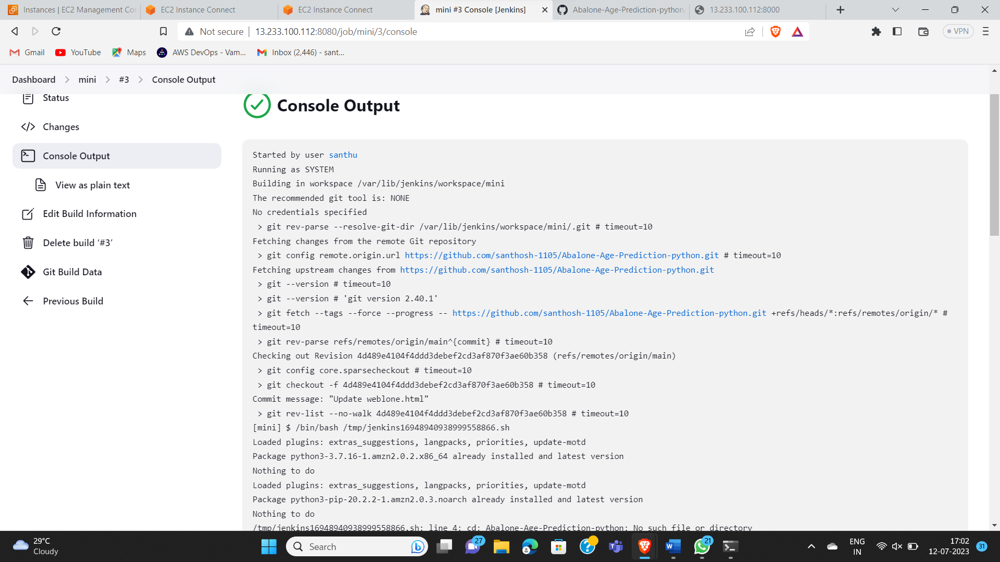 Instances | EC2 Management Con
EC2 Instance Connect
EC2 Instance Connect
mini #3 Console [Jenkins]
Abalone-Age-Prediction-python
13.233.100.112:8000
Not secure
13.233.100.112:8080/job/mini/3/console
VPN
Gmail
YouTube
Maps
AWS DevOps - Vam...
Inbox (2,446) - sant...
Dashboard
mini
#3
Console Output
Status
Changes
Console Output
View as plain text
Edit Build Information
Delete build ‘#3’
Git Build Data
Previous Build
Console Output
Started by user santhu
Running as SYSTEM
Building in workspace /var/lib/jenkins/workspace/mini
The recommended git tool is: NONE
No credentials specified
> git rev-parse --resolve-git-dir /var/lib/jenkins/workspace/mini/.git # timeout=10
Fetching changes from the remote Git repository
> git config remote.origin.url https://github.com/santhosh-1105/Abalone-Age-Prediction-python.git # timeout=10
Fetching upstream changes from https://github.com/santhosh-1105/Abalone-Age-Prediction-python.git
> git --version # timeout=10
> git --version # 'git version 2.40.1'
> git fetch --tags --force --progress -- https://github.com/santhosh-1105/Abalone-Age-Prediction-python.git +refs/heads/*:refs/remotes/origin/* #
timeout=10
> git rev-parse refs/remotes/origin/main^{commit} # timeout=10
Checking out Revision 4d489e4104f4ddd3debef2cd3af870f3ae60b358 (refs/remotes/origin/main)
> git config core.sparsecheckout # timeout=10
> git checkout -f 4d489e4104f4ddd3debef2cd3af870f3ae60b358 # timeout=10
Commit message: "Update weblone.html"
> git rev-list --no-walk 4d489e4104f4ddd3debef2cd3af870f3ae60b358 # timeout=10
[mini] $ /bin/bash /tmp/jenkins16948940938999558866.sh
Loaded plugins: extras_suggestions, langpacks, priorities, update-motd
Package python3-3.7.16-1.amzn2.0.2.x86_64 already installed and latest version
Nothing to do
Loaded plugins: extras_suggestions, langpacks, priorities, update-motd
Package python3-pip-20.2.2-1.amzn2.0.3.noarch already installed and latest version
Nothing to do
/tmp/jenkins16948940938999558866.sh: line 4: cd: Abalone-Age-Prediction-python: No such file or directory
29°C
Cloudy
Search
27
21
ENG
IN
17:02
12-07-2023
31